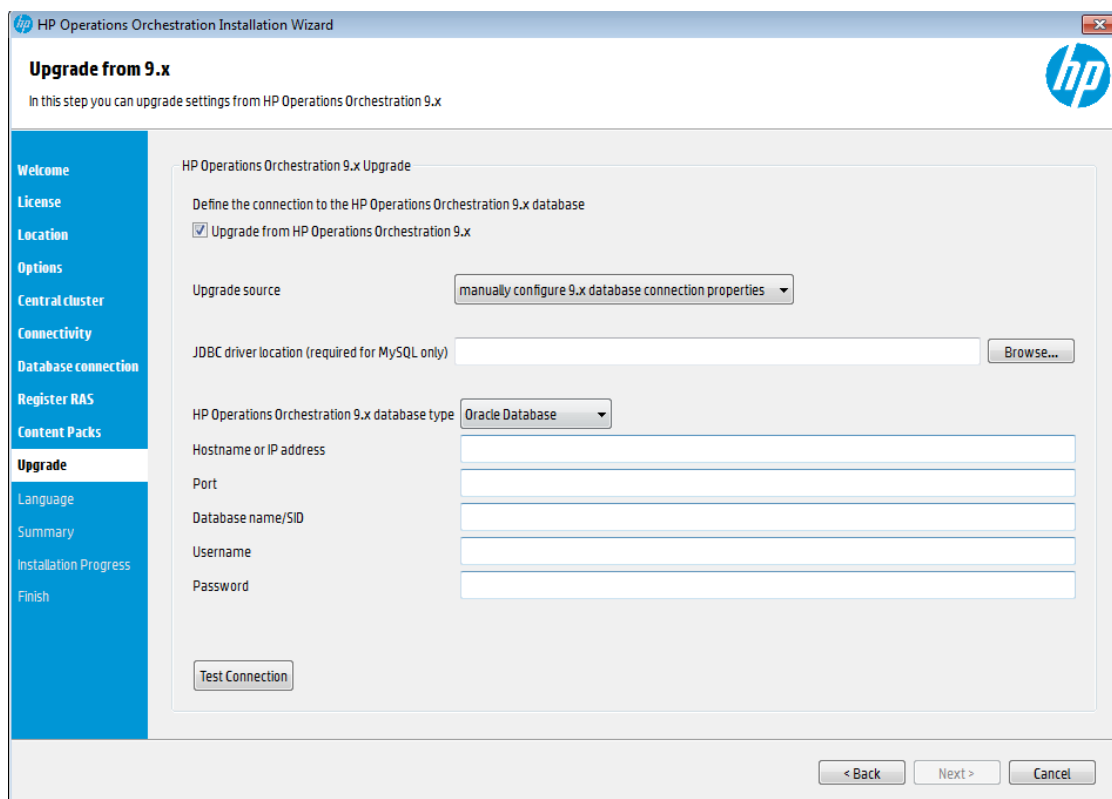 hp HP Operations Orchestration Installation Wizard
Upgrade from 9.x
In this step you can upgrade settings from HP Operations Orchestration 9.x
hp
Welcome
License
Location
Options
Central cluster
Connectivity
Database connection
Register RAS
Content Packs
Upgrade
Language
Summary
Installation Progress
Finish
HP Operations Orchestration 9.x Upgrade
Define the connection to the HP Operations Orchestration 9.x database
Upgrade from HP Operations Orchestration 9.x
Upgrade source manually configure 9.x database connection properties
JDBC driver location (required for MySQL only) Browse...
HP Operations Orchestration 9.x database type Oracle Database
Hostname or IP address
Port
Database name/SID
Username
Password
Test Connection
< Back Next > Cancel